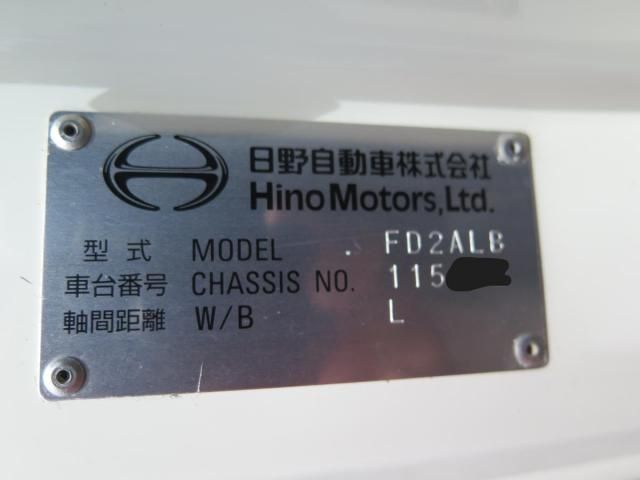 日野自動車株式会社
Hino Motors, Ltd.
型式 MODEL FD2ALB
車台番号 CHASSIS NO. 115
軸間距離 W/B L